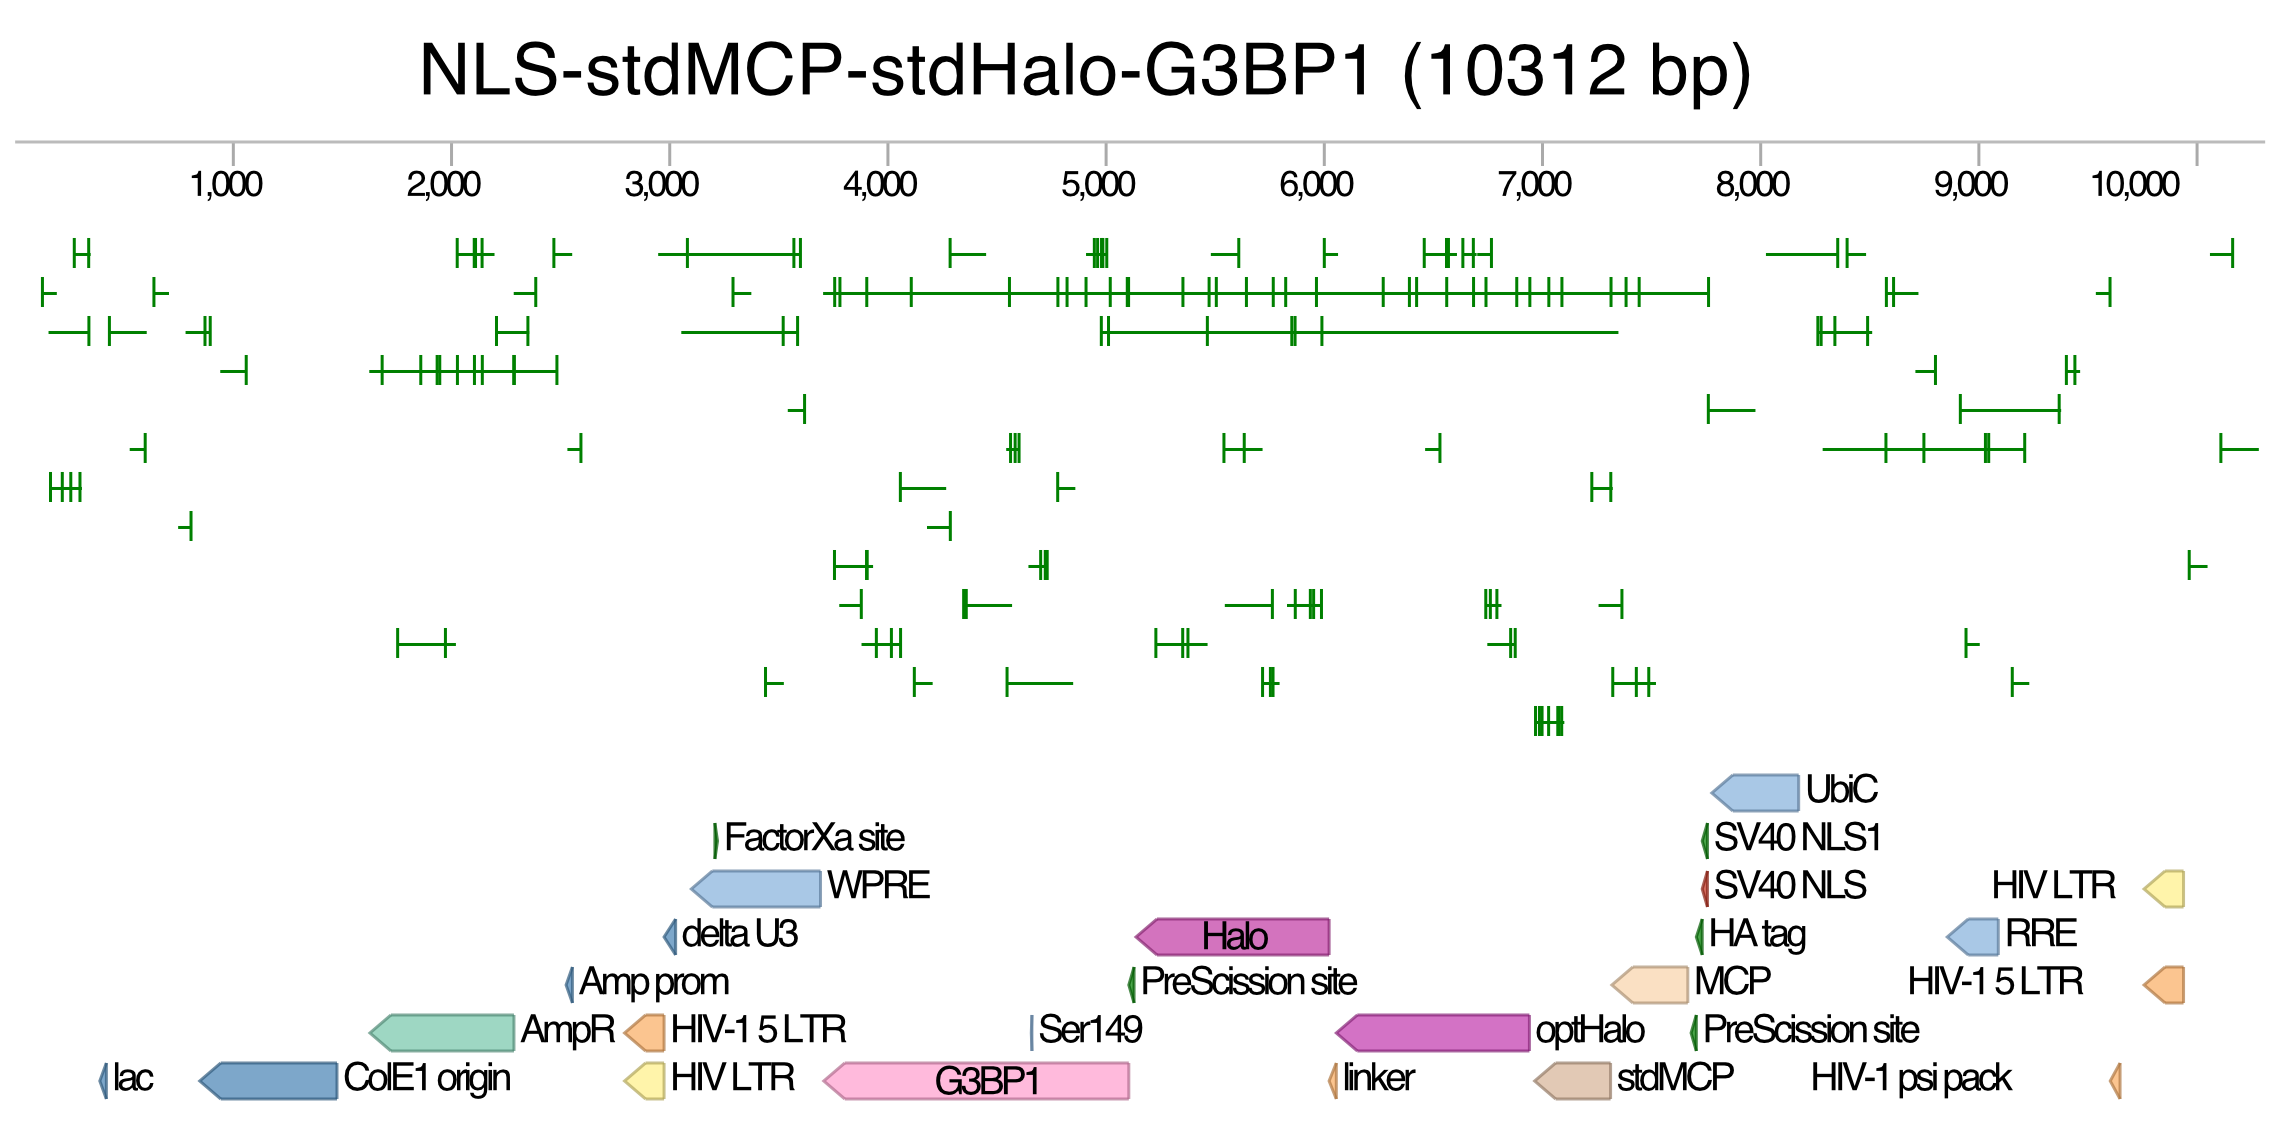 NLS-stdMCP-stdHalo-G3BP1 (10312 bp)
1,000 2,000 3,000 4,000 5,000 6,000 7,000 8,000 9,000 10,000
UbiC
FactorXa site SV40 NLS1
WPRE SV40 NLS HIV LTR
delta U3 Halo HA tag RRE
Amp prom PreScission site MCP HIV-1 5 LTR
AmpR HIV-1 5 LTR Ser149 optHalo PreScission site
lac ColE1 origin HIV LTR G3BP1 linker stdMCP HIV-1 psi pack